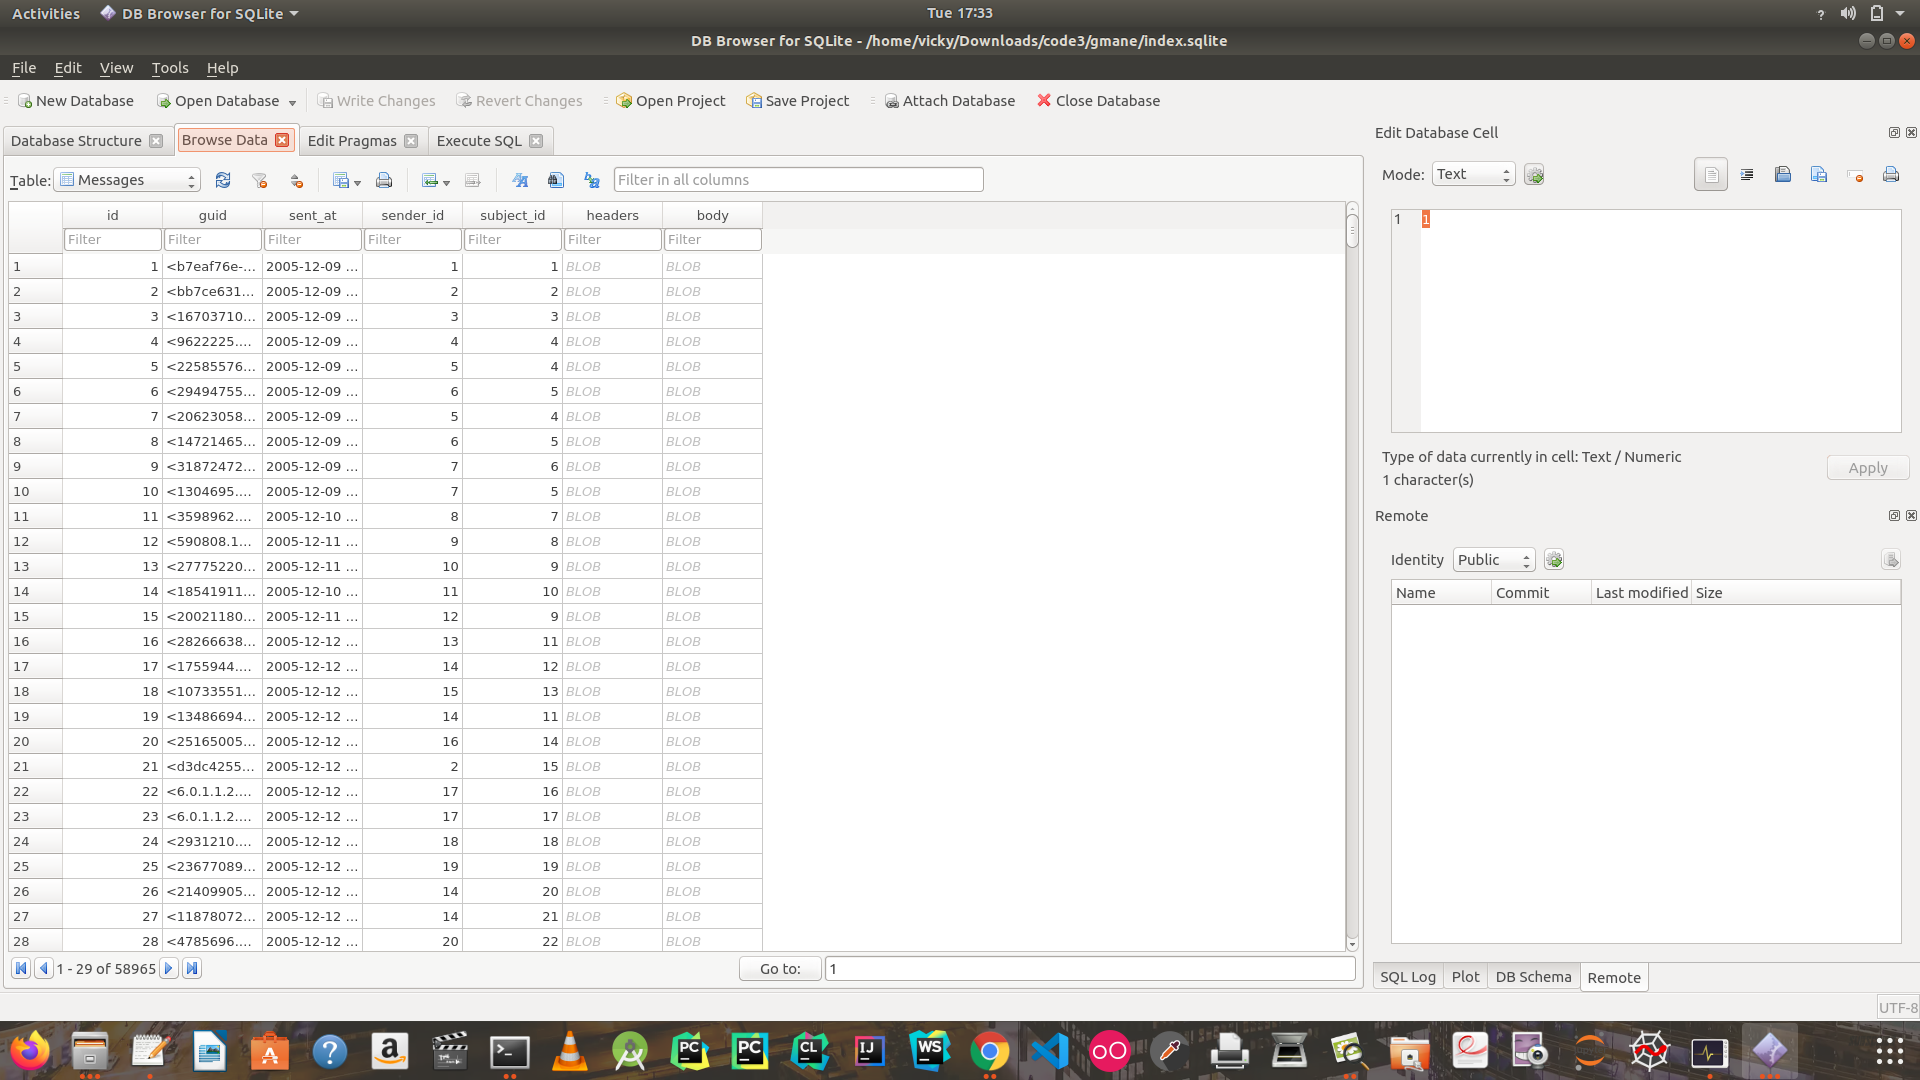 Activities DB Browser for SQLite Tue 17:33 ?
DB Browser for SQLite - /home/vicky/Downloads/code3/gmane/index.sqlite
File Edit View Tools Help
New Database Open Database Write Changes Revert Changes Open Project Save Project Attach Database Close Database
Database Structure Browse Data Edit Pragmas Execute SQL
Table: Messages Filter in all columns
id guid sent_at sender_id subject_id headers body
Filter Filter Filter Filter Filter Filter Filter
1 1 <b7eaf76e-... 2005-12-09 ... 1 1 BLOB BLOB
2 2 <bb7ce631... 2005-12-09 ... 2 2 BLOB BLOB
3 3 <16703710... 2005-12-09 ... 3 3 BLOB BLOB
4 4 <9622225.... 2005-12-09 ... 4 4 BLOB BLOB
5 5 <22585576... 2005-12-09 ... 5 4 BLOB BLOB
6 6 <29494755... 2005-12-09 ... 6 5 BLOB BLOB
7 7 <20623058... 2005-12-09 ... 5 4 BLOB BLOB
8 8 <14721465... 2005-12-09 ... 6 5 BLOB BLOB
9 9 <31872472... 2005-12-09 ... 7 6 BLOB BLOB
10 10 <1304695.... 2005-12-09 ... 7 5 BLOB BLOB
11 11 <3598962.... 2005-12-10 ... 8 7 BLOB BLOB
12 12 <590808.1... 2005-12-11 ... 9 8 BLOB BLOB
13 13 <27775220... 2005-12-11 ... 10 9 BLOB BLOB
14 14 <18541911... 2005-12-10 ... 11 10 BLOB BLOB
15 15 <20021180... 2005-12-11 ... 12 9 BLOB BLOB
16 16 <28266638... 2005-12-12 ... 13 11 BLOB BLOB
17 17 <1755944.... 2005-12-12 ... 14 12 BLOB BLOB
18 18 <10733551... 2005-12-12 ... 15 13 BLOB BLOB
19 19 <13486694... 2005-12-12 ... 14 11 BLOB BLOB
20 20 <25165005... 2005-12-12 ... 16 14 BLOB BLOB
21 21 <d3dc4255... 2005-12-12 ... 2 15 BLOB BLOB
22 22 <6.0.1.1.2.... 2005-12-12 ... 17 16 BLOB BLOB
23 23 <6.0.1.1.2.... 2005-12-12 ... 17 17 BLOB BLOB
24 24 <2931210.... 2005-12-12 ... 18 18 BLOB BLOB
25 25 <23677089... 2005-12-12 ... 19 19 BLOB BLOB
26 26 <21409905... 2005-12-12 ... 14 20 BLOB BLOB
27 27 <11878072... 2005-12-12 ... 14 21 BLOB BLOB
28 28 <4785696.... 2005-12-12 ... 20 22 BLOB BLOB
1 - 29 of 58965 Go to: 1
Edit Database Cell
Mode: Text
1 1
Type of data currently in cell: Text / Numeric
1 character(s)
Apply
Remote
Identity Public
Name Commit Last modified Size
SQL Log Plot DB Schema Remote
UTF-8
A ? a >_ PC PC CL IJ WS